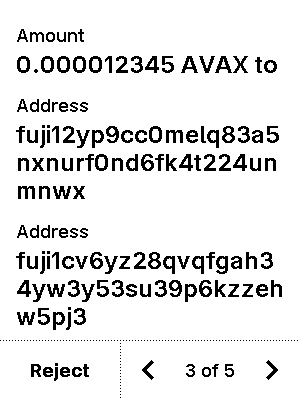 Amount
0.000012345 AVAX to
Address
fuji12yp9cc0melq83a5
nxnurf0nd6fk4t224un
mnwx
Address
fuji1cv6yz28qvqfgah3
4yw3y53su39p6kzzeh
w5pj3
Reject
3 of 5